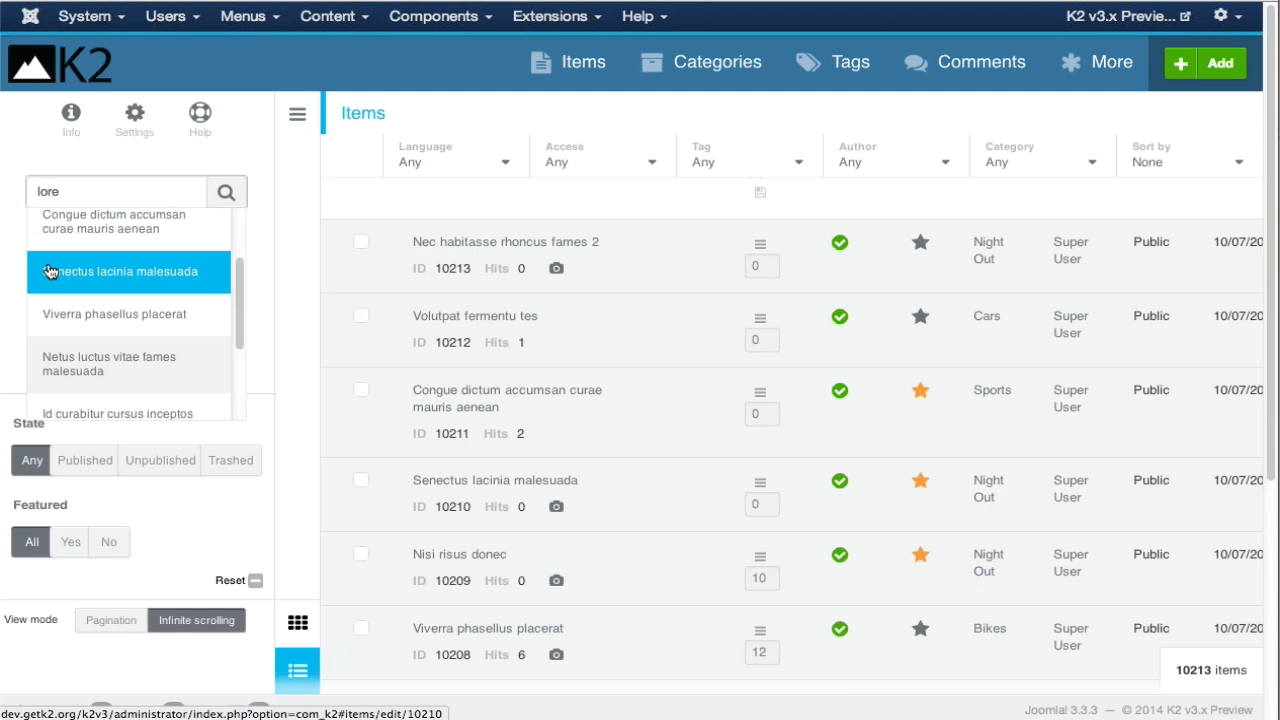 System Users Menus Content Components Extensions Help K2 v3.x Previe...
K2 Items Categories Tags Comments More + Add
Info Settings Help
Items
Language Access Tag Author Category Sort by
Any Any Any Any Any None
lore
Congue dictum accumsan
curae mauris aenean
nectus lacinia malesuada
Viverra phasellus placerat
Netus luctus vitae fames
malesuada
Id curabitur cursus inceptos
State
Any Published Unpublished Trashed
Featured
All Yes No
Reset
View mode Pagination Infinite scrolling
Nec habitasse rhoncus fames 2
ID 10213 Hits 0
0
Night
Out
Super
User
Public
10/07/20
Volutpat fermentu tes
ID 10212 Hits 1
0
Cars
Super
User
Public
10/07/20
Congue dictum accumsan curae
mauris aenean
ID 10211 Hits 2
0
Sports
Super
User
Public
10/07/20
Senectus lacinia malesuada
ID 10210 Hits 0
0
Night
Out
Super
User
Public
10/07/20
Nisi risus donec
ID 10209 Hits 0
10
Night
Out
Super
User
Public
10/07/20
Viverra phasellus placerat
ID 10208 Hits 6
12
Bikes
Super
User
Public
10/07/20
10213 items
dev.getk2.org/k2v3/administrator/index.php?option=com_k2#items/edit/10210
Joomla! 3.3.3 — © 2014 K2 v3.x Preview